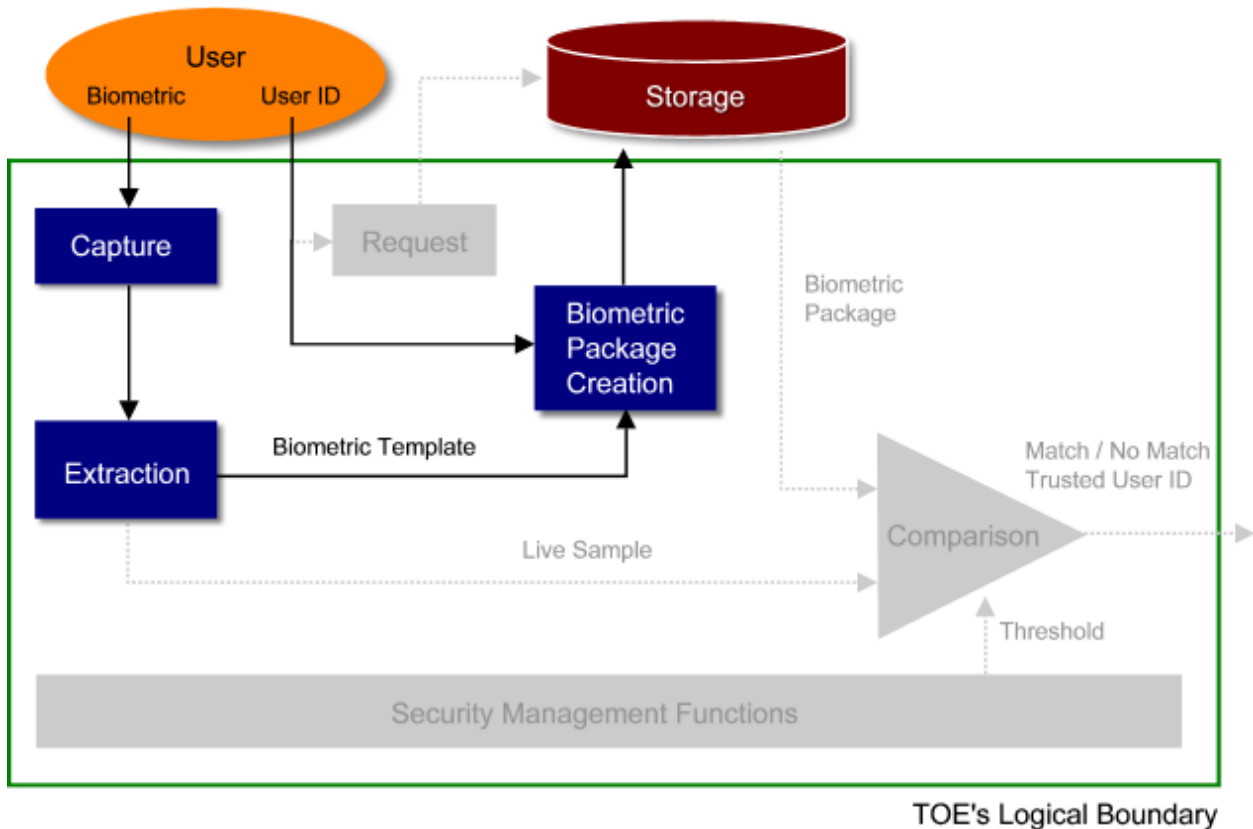 User
Biometric
User ID
Storage
Capture
Request
Biometric
Package
Biometric
Package
Creation
Extraction
Biometric Template
Match / No Match
Trusted User ID
Live Sample
Comparison
Threshold
Security Management Functions
TOE's Logical Boundary